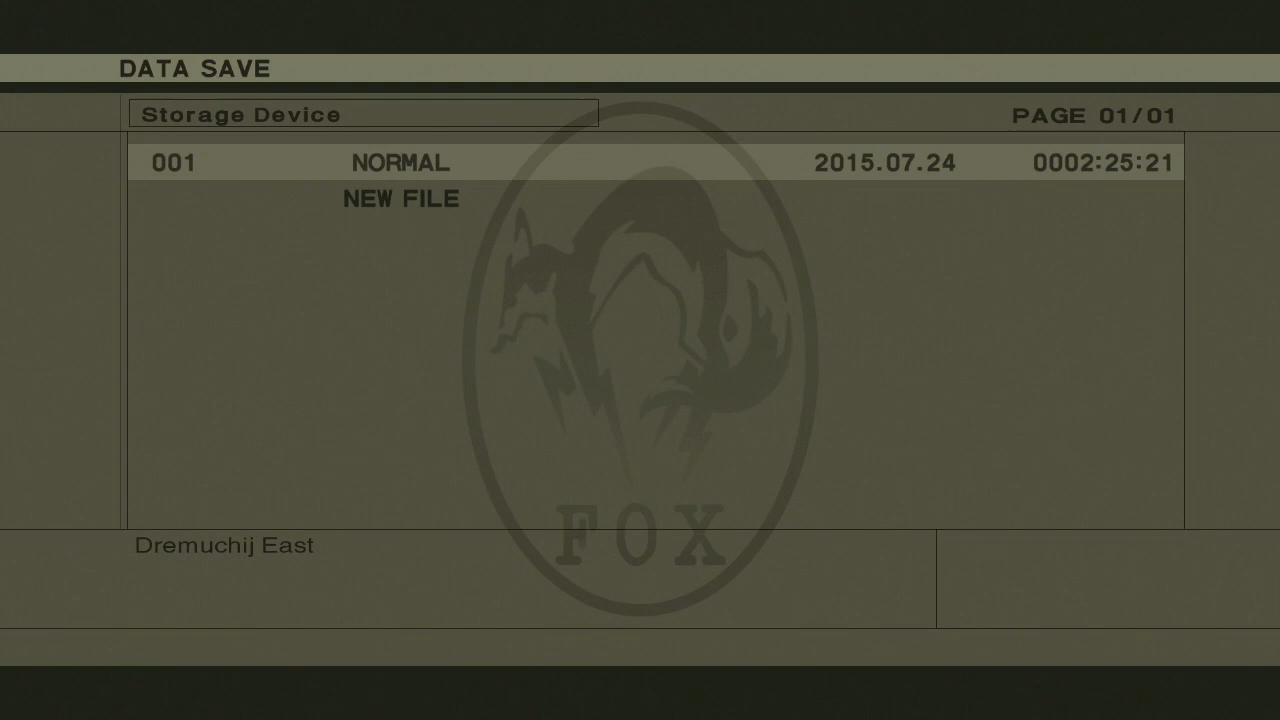 DATA SAVE
Storage Device PAGE 01/01
001 NORMAL 2015.07.24 0002:25:21
NEW FILE
FOX
Dremuchij East